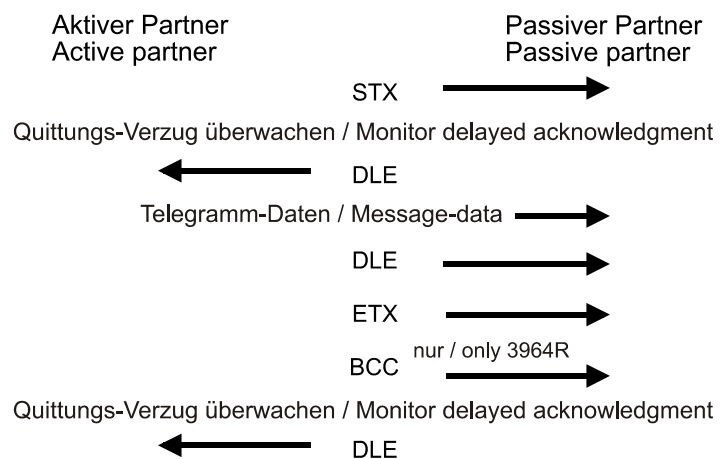 Aktiver Partner
Active partner
Passiver Partner
Passive partner
STX
Quittungs-Verzug überwachen / Monitor delayed acknowledgment
DLE
Telegramm-Daten / Message-data
DLE
ETX
nur / only 3964R
BCC
Quittungs-Verzug überwachen / Monitor delayed acknowledgment
DLE